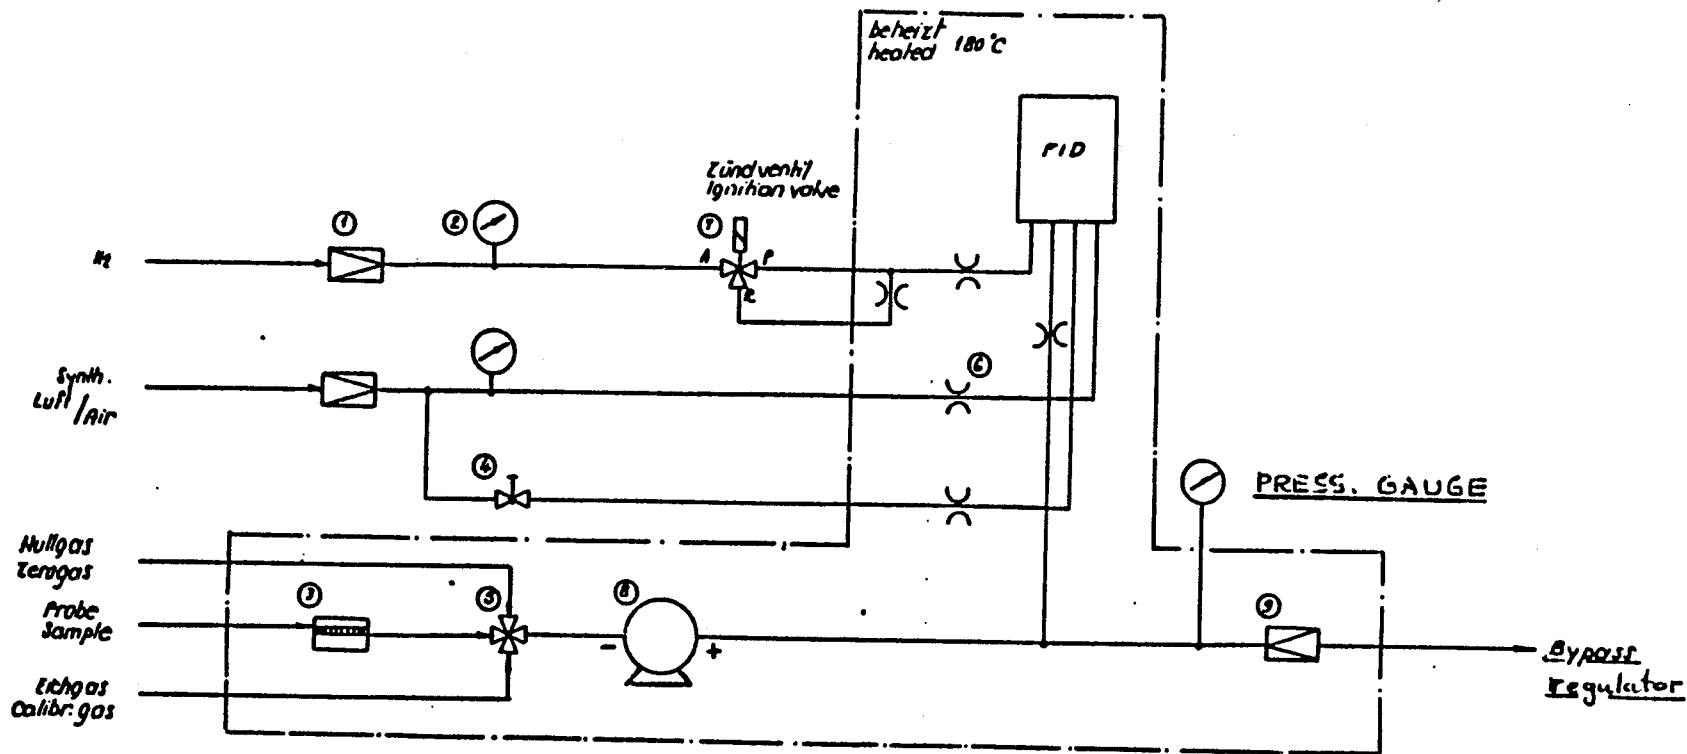 beheizt
heated 180°C
FID
Zündventil
Ignition valve
1
2
7
A
P
R
H2
Synth.
Luft
/Air
6
4
PRESS. GAUGE
Nullgas
Zerogas
3
5
8
9
Probe
Sample
-
+
Bypass
regulator
Eichgas
Calibr. gas